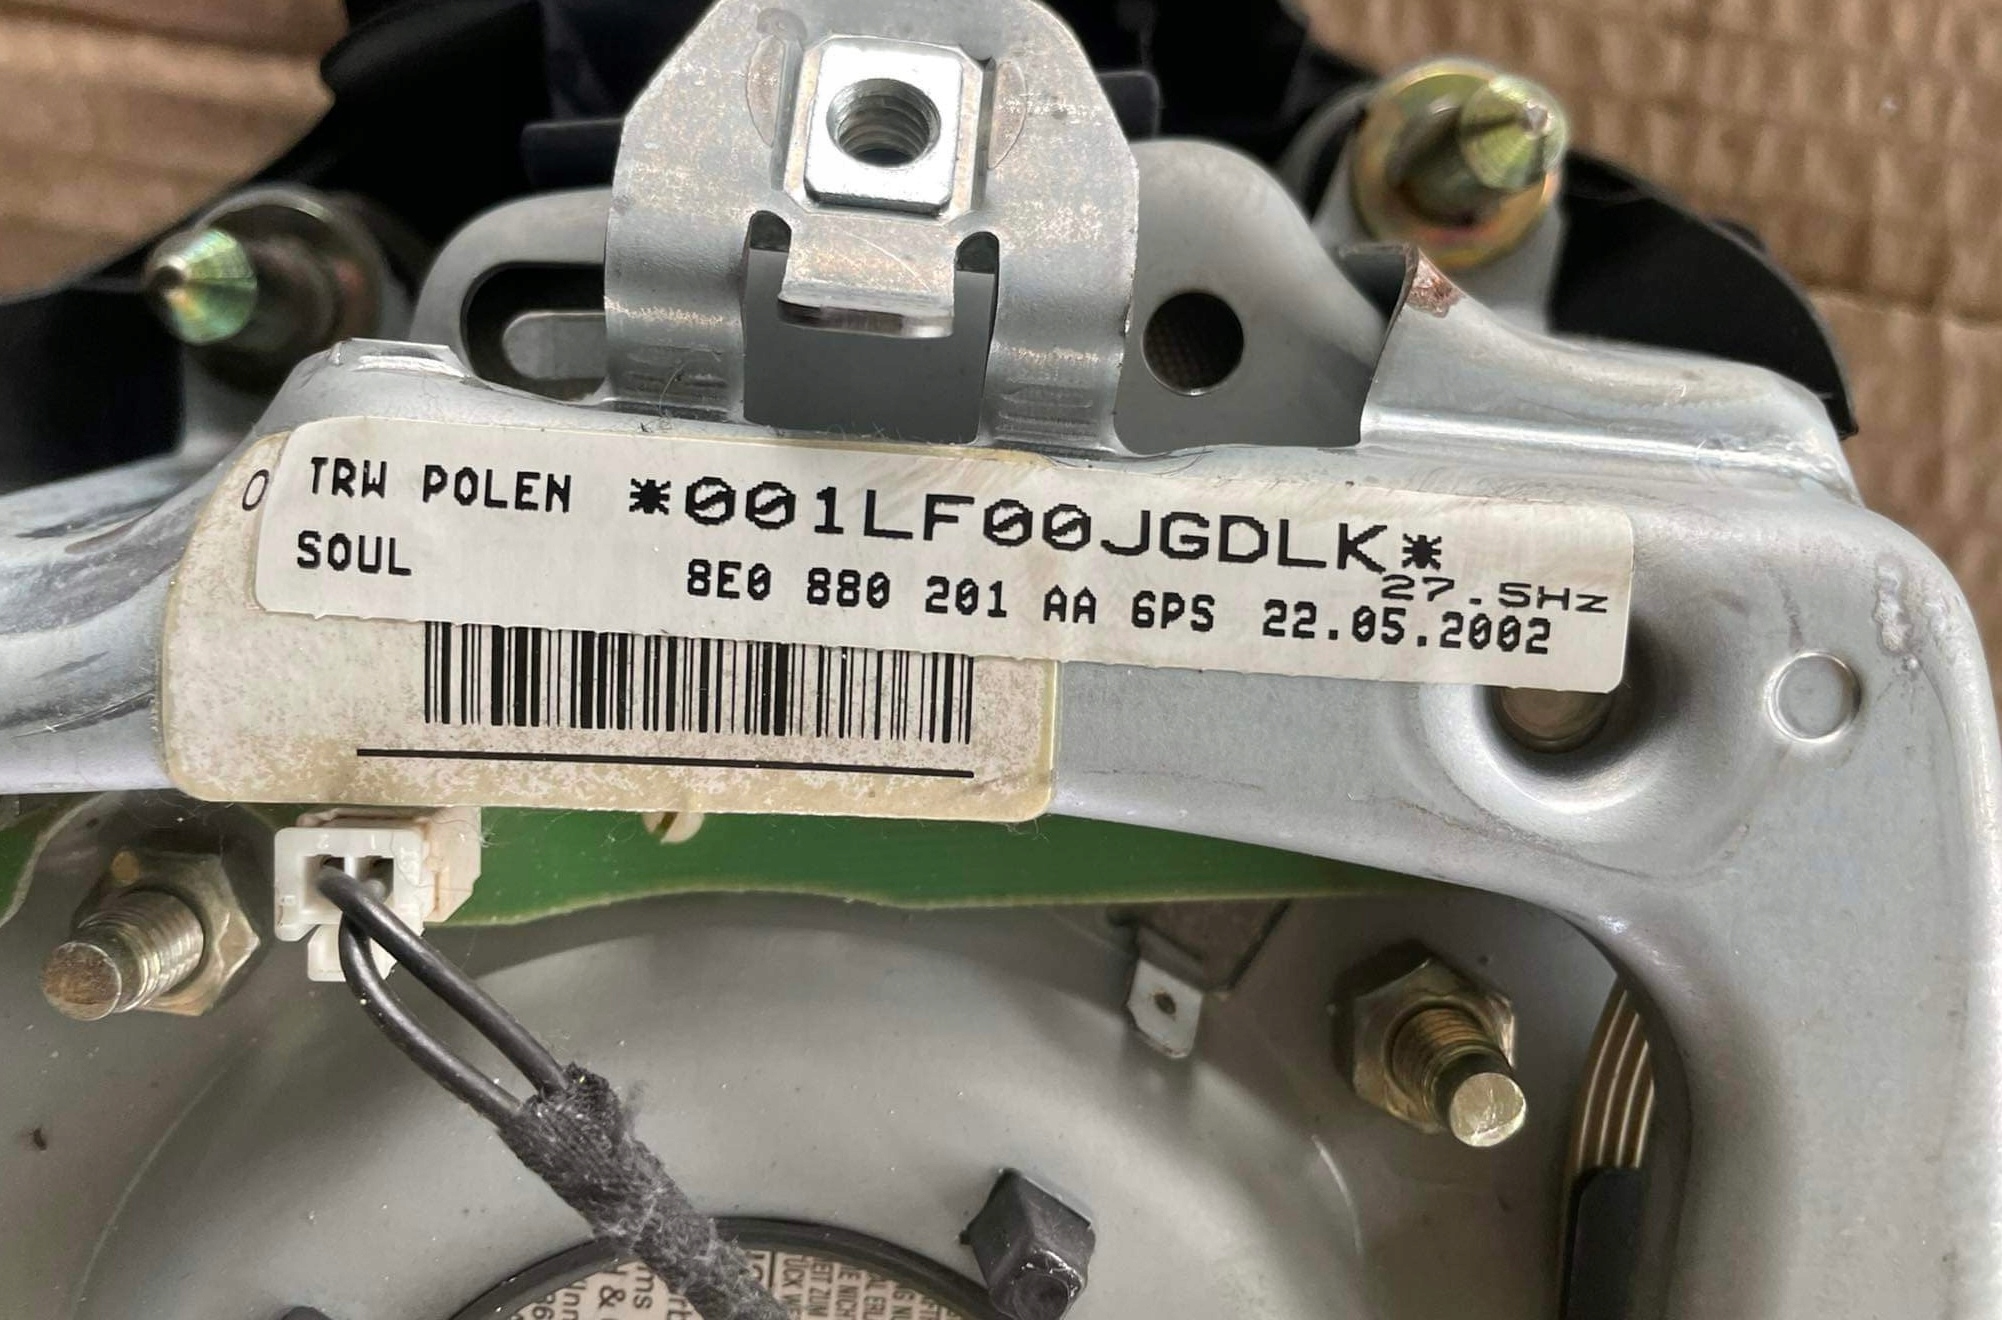 O
TRW POLEN *001LF00JGDLK*
SOUL
27.5Hz
8E0 880 201 AA 6PS 22.05.2002